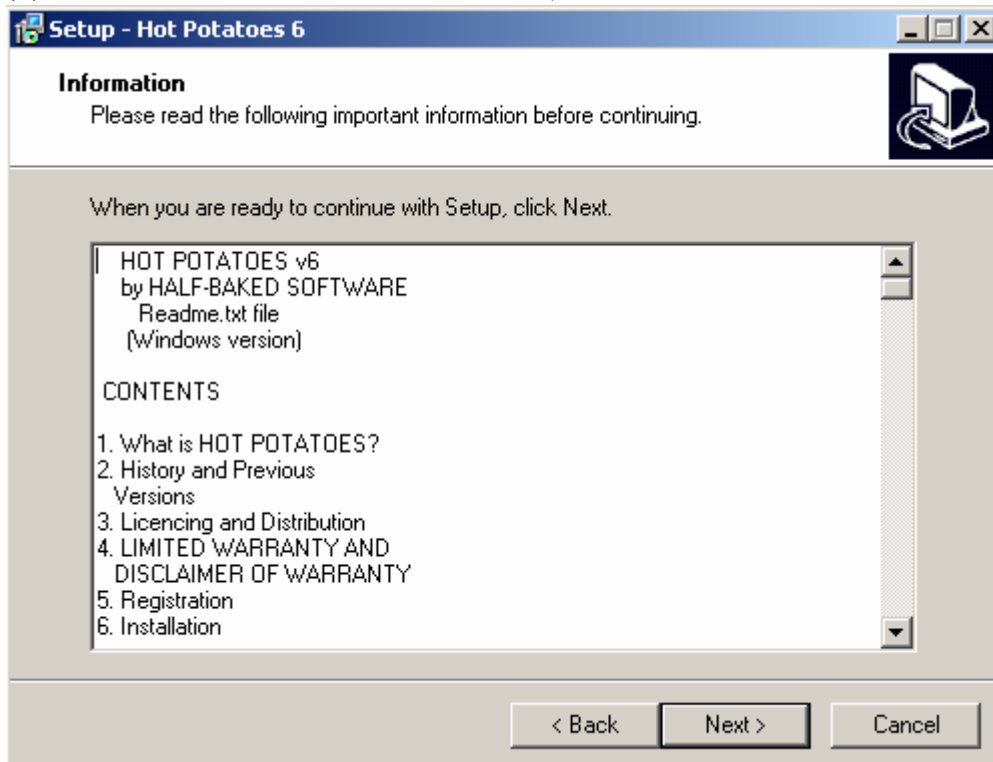 Setup - Hot Potatoes 6
Information
Please read the following important information before continuing.
When you are ready to continue with Setup, click Next.
HOT POTATOES v6
by HALF-BAKED SOFTWARE
Readme.txt file
(Windows version)
CONTENTS
1. What is HOT POTATOES?
2. History and Previous
Versions
3. Licencing and Distribution
4. LIMITED WARRANTY AND
DISCLAIMER OF WARRANTY
5. Registration
6. Installation
< Back Next > Cancel